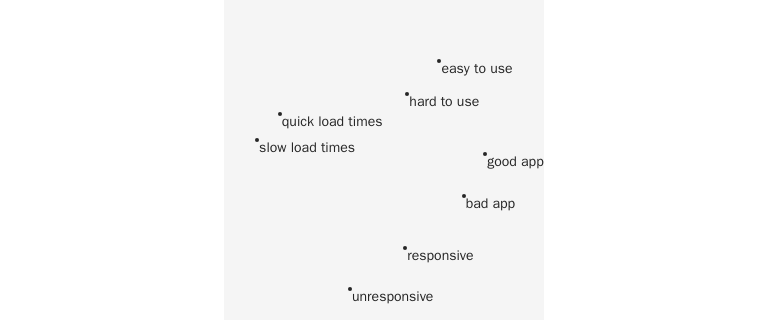 easy to use
hard to use
quick load times
slow load times
good app
bad app
responsive
unresponsive